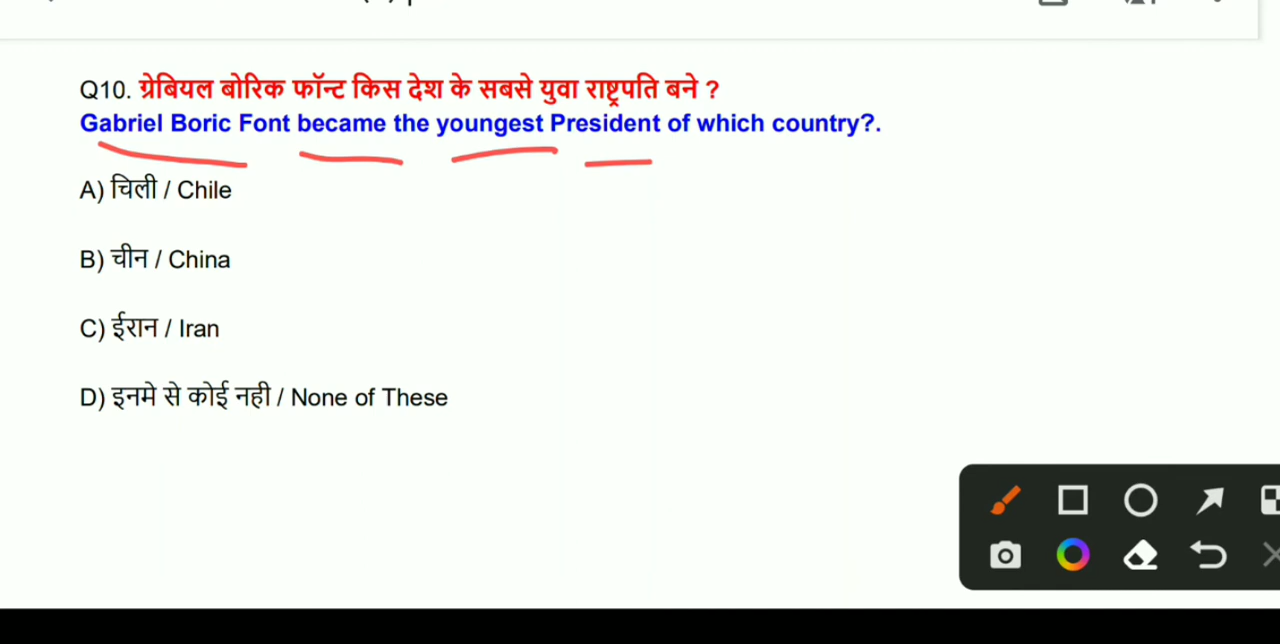 Q10. ग्रेबियल बोरिक फॉन्ट किस देश के सबसे युवा राष्ट्रपति बने ?
Gabriel Boric Font became the youngest President of which country?.
A) चिली / Chile
B) चीन / China
C) ईरान / Iran
D) इनमे से कोई नही / None of These